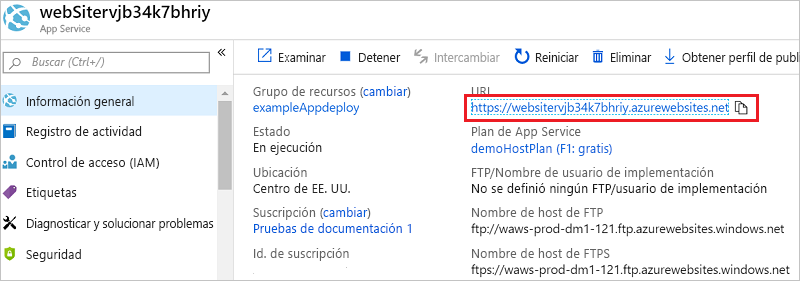 webSitervjb34k7bhriy
App Service
Buscar (Ctrl+/)
«
Información general
Registro de actividad
Control de acceso (IAM)
Etiquetas
Diagnosticar y solucionar problemas
Seguridad
Examinar
Detener
Intercambiar
Reiniciar
Eliminar
Obtener perfil de publ
Grupo de recursos (cambiar)
exampleAppdeploy
Estado
En ejecución
Ubicación
Centro de EE. UU.
Suscripción (cambiar)
Pruebas de documentación 1
Id. de suscripción
URL
https://websitervjb34k7bhriy.azurewebsites.net
Plan de App Service
demoHostPlan (F1: gratis)
FTP/Nombre de usuario de implementación
No se definió ningún FTP/usuario de implementación
Nombre de host de FTP
ftp://waws-prod-dm1-121.ftp.azurewebsites.windows.net
Nombre de host de FTPS
ftps://waws-prod-dm1-121.ftp.azurewebsites.windows.net